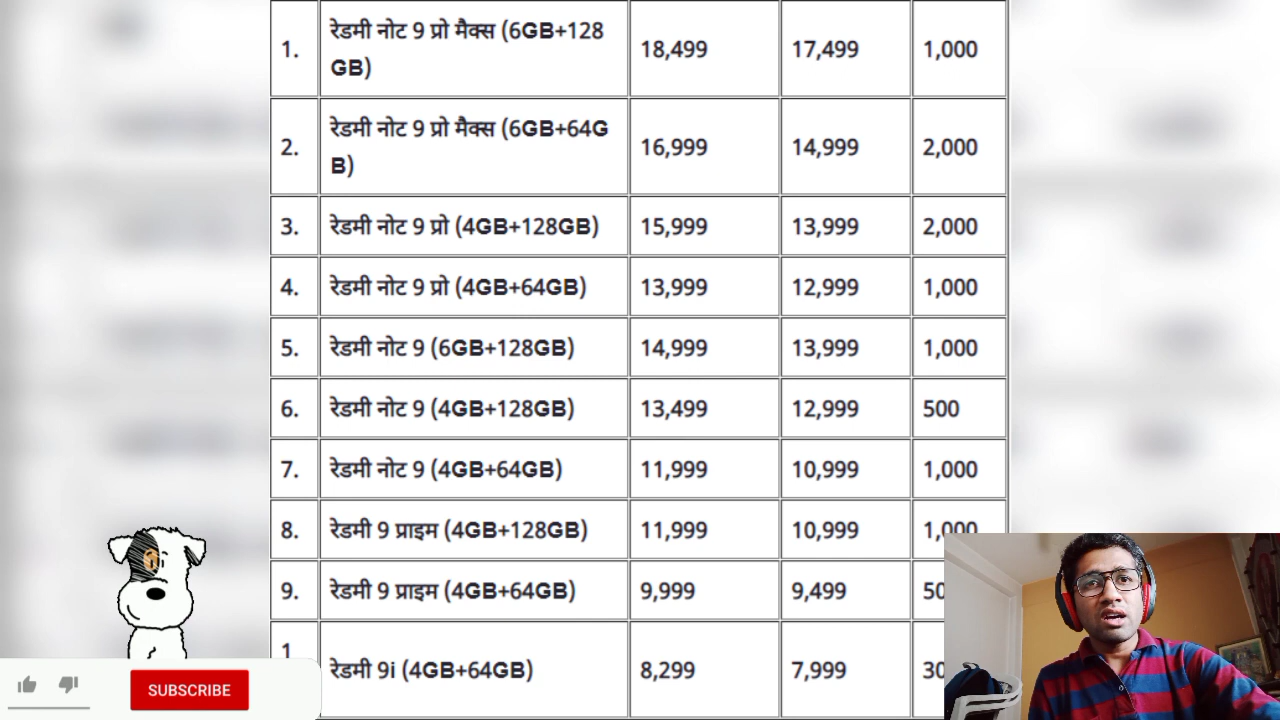 1. रेडमी नोट 9 प्रो मैक्स (6GB+128 18,499 17,499 1,000
GB)
2. रेडमी नोट 9 प्रो मैक्स (6GB+64G 16,999 14,999 2,000
B)
3. रेडमी नोट 9 प्रो (4GB+128GB) 15,999 13,999 2,000
4. रेडमी नोट 9 प्रो (4GB+64GB) 13,999 12,999 1,000
5. रेडमी नोट 9 (6GB+128GB) 14,999 13,999 1,000
6. रेडमी नोट 9 (4GB+128GB) 13,499 12,999 500
7. रेडमी नोट 9 (4GB+64GB) 11,999 10,999 1,000
8. रेडमी 9 प्राइम (4GB+128GB) 11,999 10,999 1,000
9. रेडमी 9 प्राइम (4GB+64GB) 9,999 9,499 50
1 रेडमी 9i (4GB+64GB) 8,299 7,999 30
SUBSCRIBE